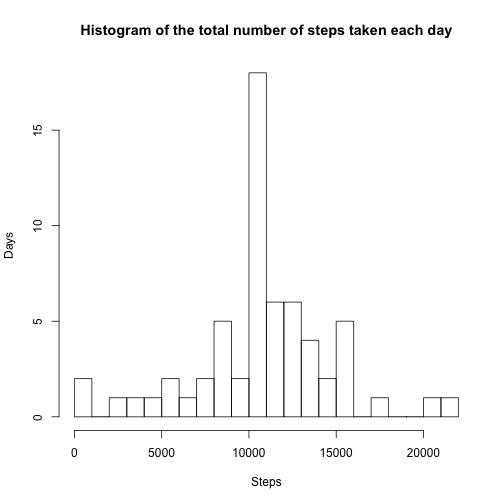 Histogram of the total number of steps taken each day
15
10
5
0
Days
0 5000 10000 15000 20000
Steps